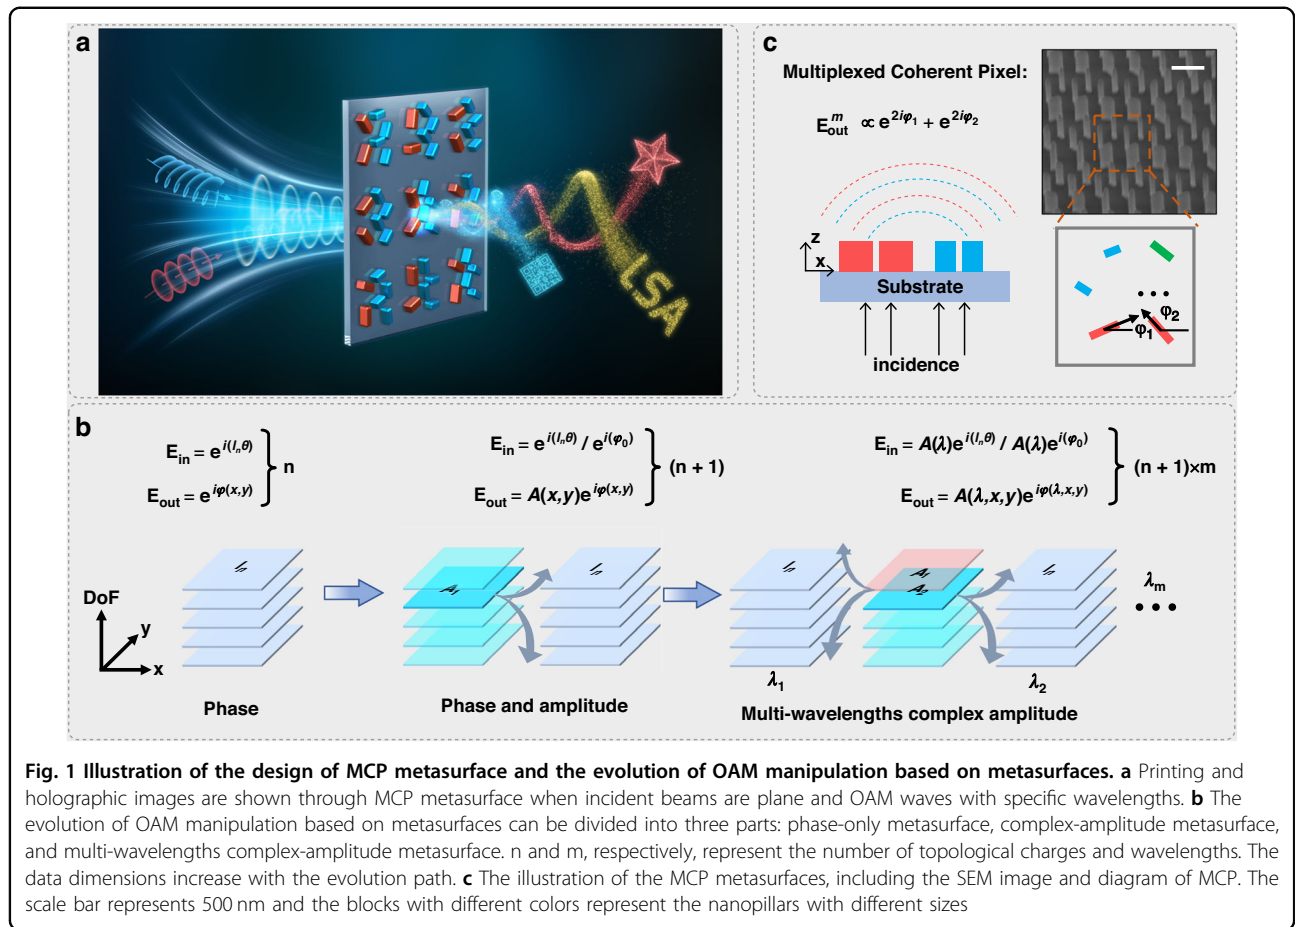 a
LSA
c
Multiplexed Coherent Pixel:
E_out^m ∝ e^{2iφ₁} + e^{2iφ₂}
z
x
Substrate
incidence
• • •
φ₁
φ₂
b
E_in = e^{i(l_nθ)}
E_out = e^{iφ(x,y)}
n
E_in = e^{i(l_nθ)} / e^{i(φ₀)}
E_out = A(x,y)e^{iφ(x,y)}
(n + 1)
E_in = A(λ)e^{i(l_nθ)} / A(λ)e^{i(φ₀)}
E_out = A(λ,x,y)e^{iφ(λ,x,y)}
(n + 1)×m
DoF
y
x
l_n
Phase
A₁
l_n
Phase and amplitude
l_n
λ₁
A₁
A₂
l_n
λ₂
λ_m
• • •
Multi-wavelengths complex amplitude
Fig. 1 Illustration of the design of MCP metasurface and the evolution of OAM manipulation based on metasurfaces. a Printing and
holographic images are shown through MCP metasurface when incident beams are plane and OAM waves with specific wavelengths. b The
evolution of OAM manipulation based on metasurfaces can be divided into three parts: phase-only metasurface, complex-amplitude metasurface,
and multi-wavelengths complex-amplitude metasurface. n and m, respectively, represent the number of topological charges and wavelengths. The
data dimensions increase with the evolution path. c The illustration of the MCP metasurfaces, including the SEM image and diagram of MCP. The
scale bar represents 500 nm and the blocks with different colors represent the nanopillars with different sizes